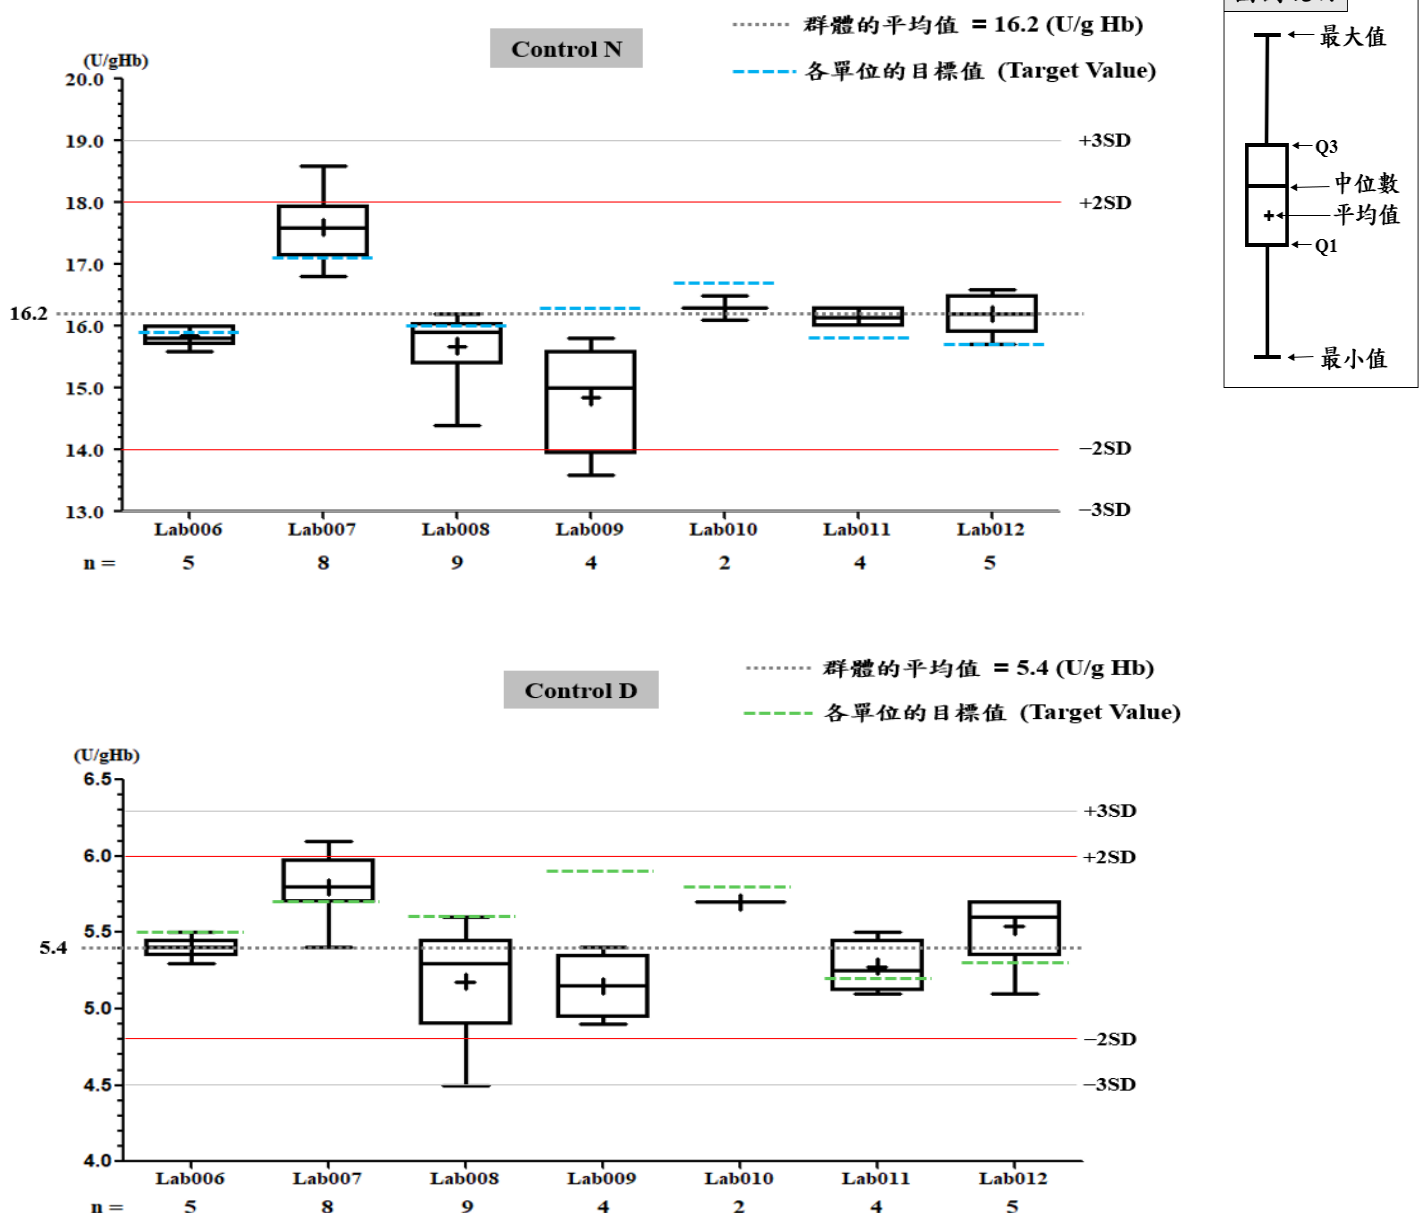 Control N
群體的平均值 = 16.2 (U/g Hb)
各單位的目標值 (Target Value)
(U/gHb)
20.0
19.0
18.0
17.0
16.2
16.0
15.0
14.0
13.0
+3SD
+2SD
−2SD
−3SD
Lab006 Lab007 Lab008 Lab009 Lab010 Lab011 Lab012
n = 5 8 9 4 2 4 5
最大值
Q3
中位數
平均值
Q1
最小值
Control D
群體的平均值 = 5.4 (U/g Hb)
各單位的目標值 (Target Value)
(U/gHb)
6.5
6.0
5.5
5.4
5.0
4.5
4.0
+3SD
+2SD
−2SD
−3SD
Lab006 Lab007 Lab008 Lab009 Lab010 Lab011 Lab012
n = 5 8 9 4 2 4 5